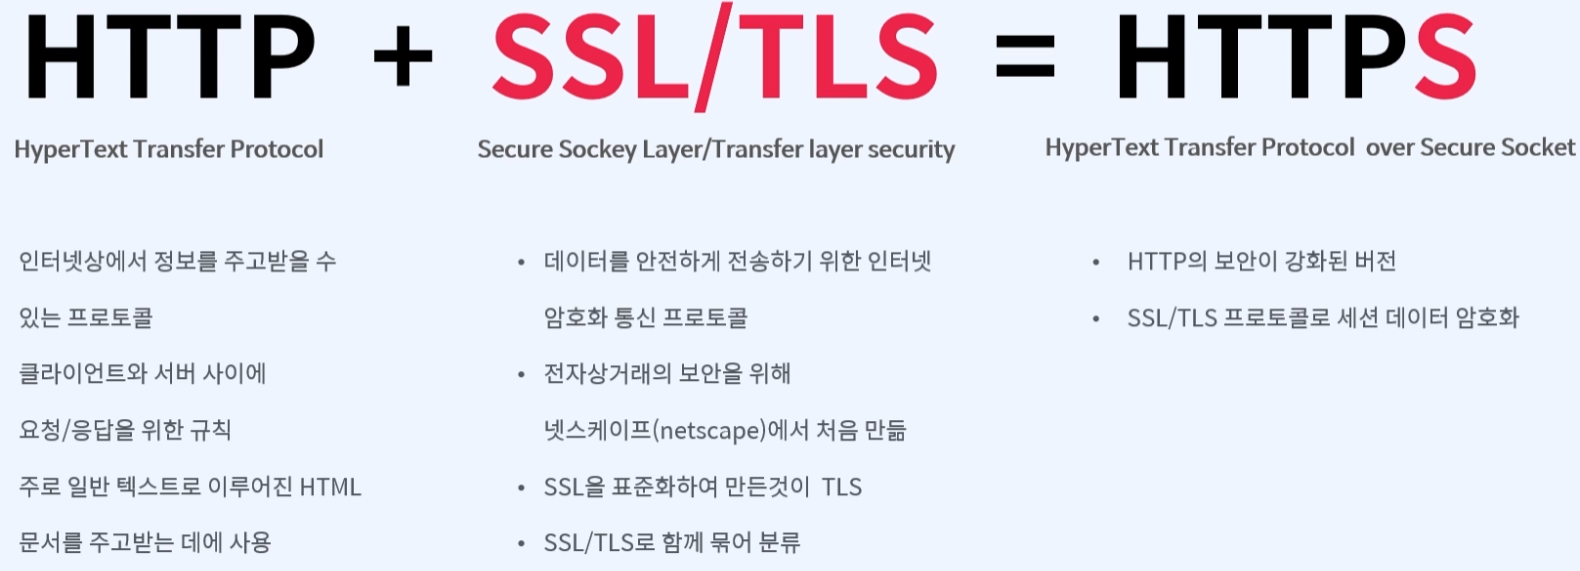 HTTP + SSL/TLS = HTTPS
HyperText Transfer Protocol
Secure Sockey Layer/Transfer layer security
HyperText Transfer Protocol over Secure Socket
인터넷상에서 정보를 주고받을 수
있는 프로토콜
클라이언트와 서버 사이에
요청/응답을 위한 규칙
주로 일반 텍스트로 이루어진 HTML
문서를 주고받는 데에 사용
• 데이터를 안전하게 전송하기 위한 인터넷
암호화 통신 프로토콜
• 전자상거래의 보안을 위해
넷스케이프(netscape)에서 처음 만듦
• SSL을 표준화하여 만든것이 TLS
• SSL/TLS로 함께 묶어 분류
• HTTP의 보안이 강화된 버전
• SSL/TLS 프로토콜로 세션 데이터 암호화